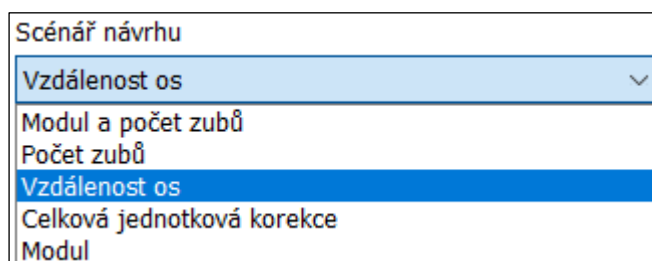 Scénář návrhu
Vzdálenost os
Modul a počet zubů
Počet zubů
Vzdálenost os
Celková jednotková korekce
Modul